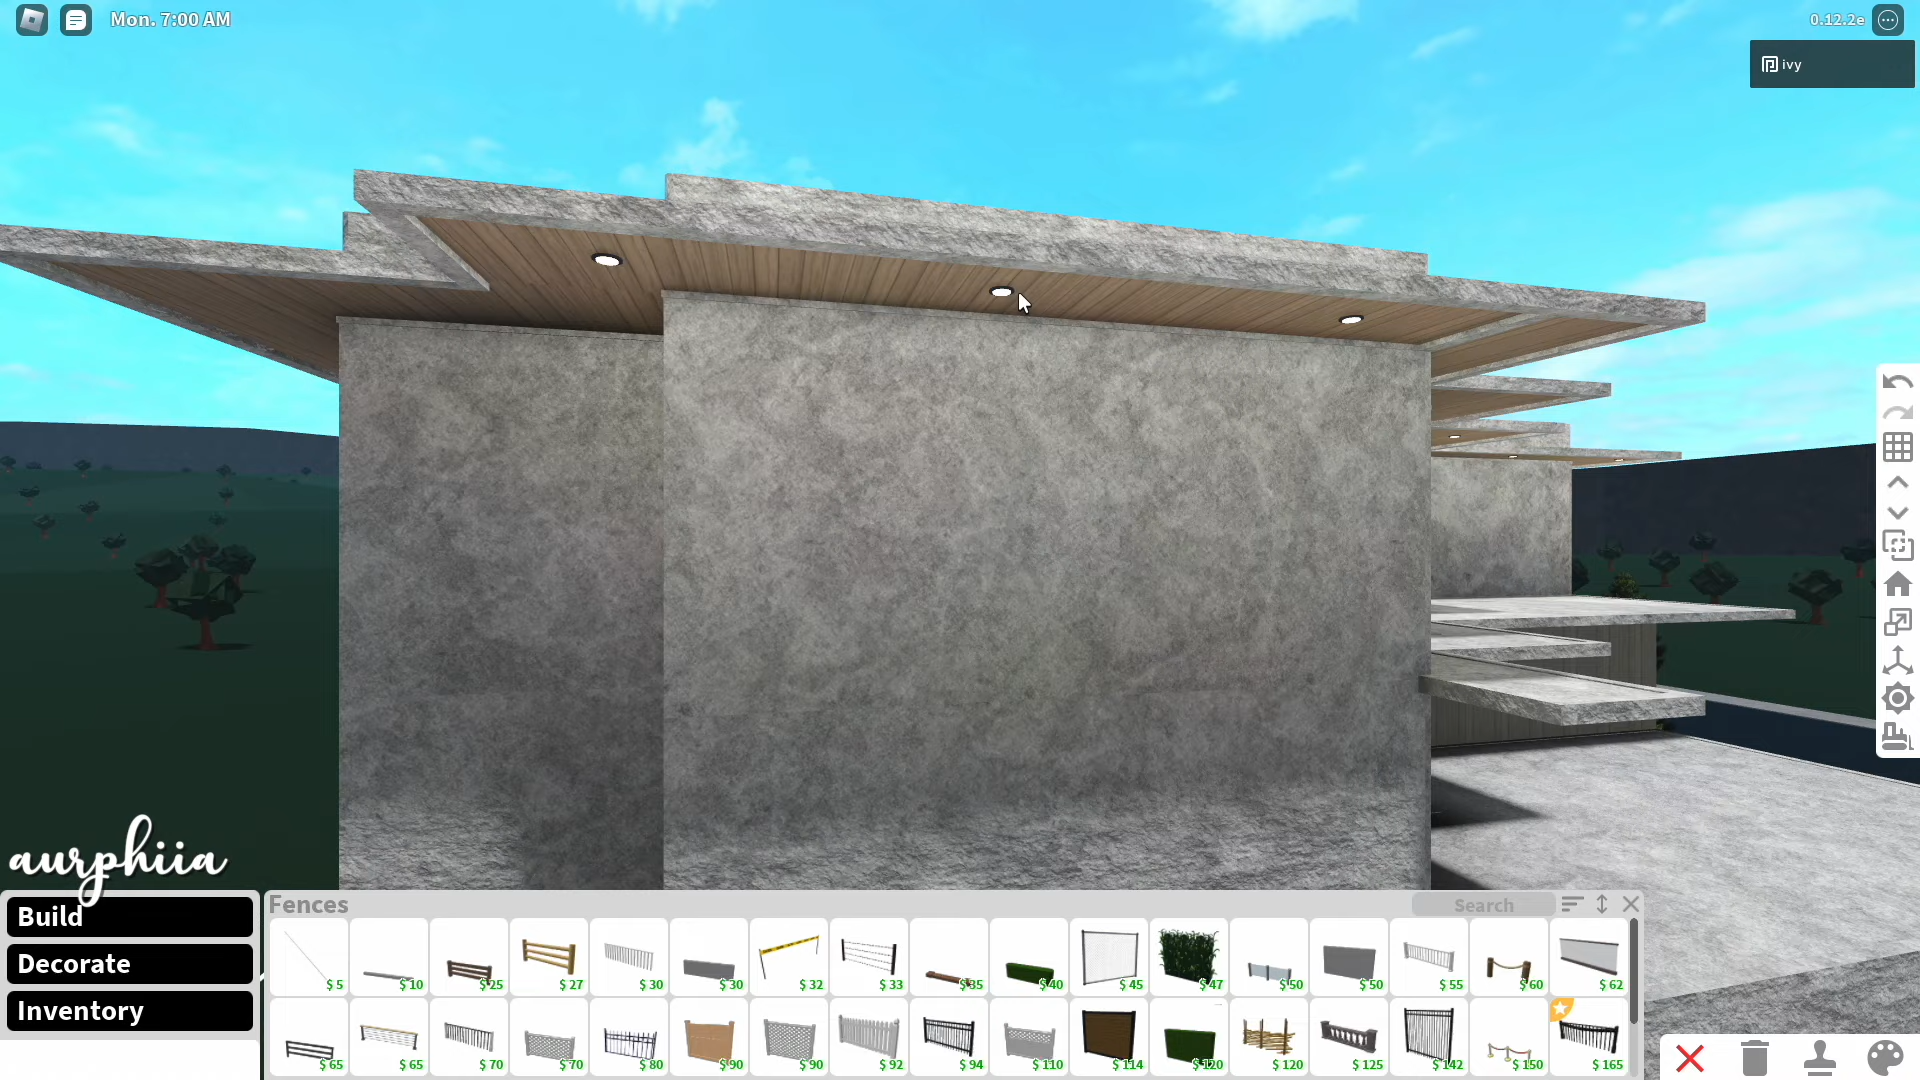 Mon. 7:00 AM
0.12.2e
ivy
aurphiia
Build
Decorate
Inventory
Fences
Search
$ 5 $ 10 $ 25 $ 27 $ 30 $ 30 $ 32 $ 33 $ 35 $ 40 $ 45 $ 47 $ 50 $ 50 $ 55 $ 60 $ 62
$ 65 $ 65 $ 70 $ 70 $ 80 $ 90 $ 90 $ 92 $ 94 $ 110 $ 114 $ 120 $ 120 $ 125 $ 142 $ 150 $ 165